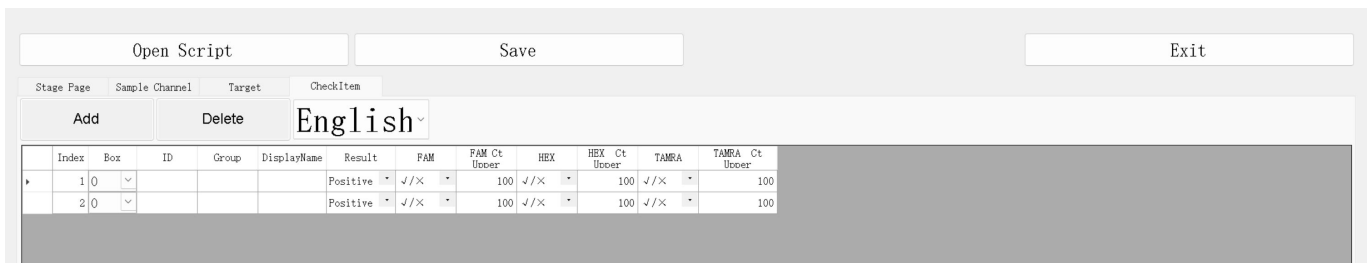 Open Script Save Exit
Stage Page Sample Channel Target CheckItem
Add Delete English
Index Box ID Group DisplayName Result FAM FAM Ct Upper HEX HEX Ct Upper TAMRA TAMRA Ct Upper
1 0 Positive √/× 100 √/× 100 √/× 100
2 0 Positive √/× 100 √/× 100 √/× 100